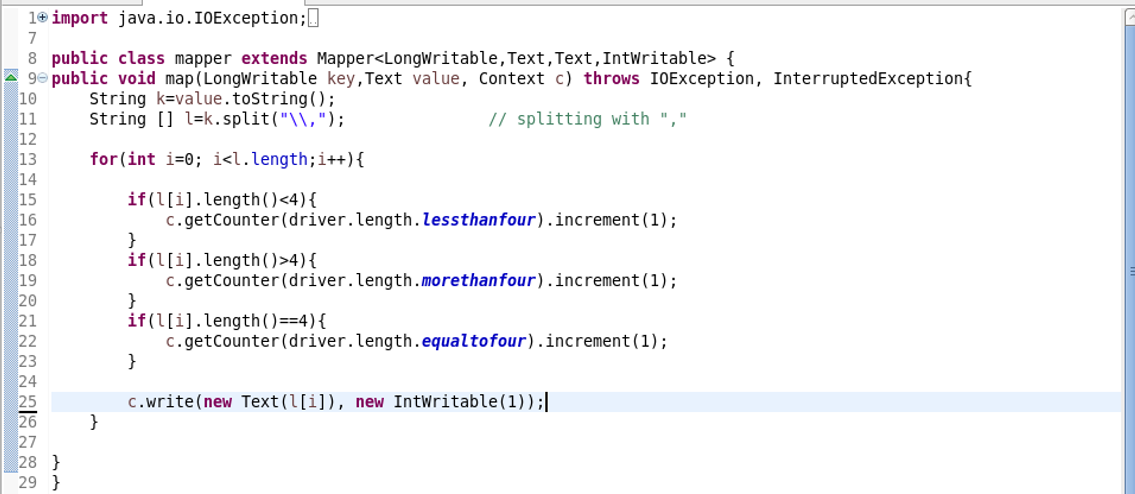 1 import java.io.IOException;
7
8 public class mapper extends Mapper<LongWritable,Text,Text,IntWritable> {
9 public void map(LongWritable key,Text value, Context c) throws IOException, InterruptedException{
10     String k=value.toString();
11     String [] l=k.split("\\,");               // splitting with ","
12
13     for(int i=0; i<l.length;i++){
14
15         if(l[i].length()<4){
16             c.getCounter(driver.length.lessthanfour).increment(1);
17         }
18         if(l[i].length()>4){
19             c.getCounter(driver.length.morethanfour).increment(1);
20         }
21         if(l[i].length()==4){
22             c.getCounter(driver.length.equaltofour).increment(1);
23         }
24
25         c.write(new Text(l[i]), new IntWritable(1));
26     }
27
28 }
29 }